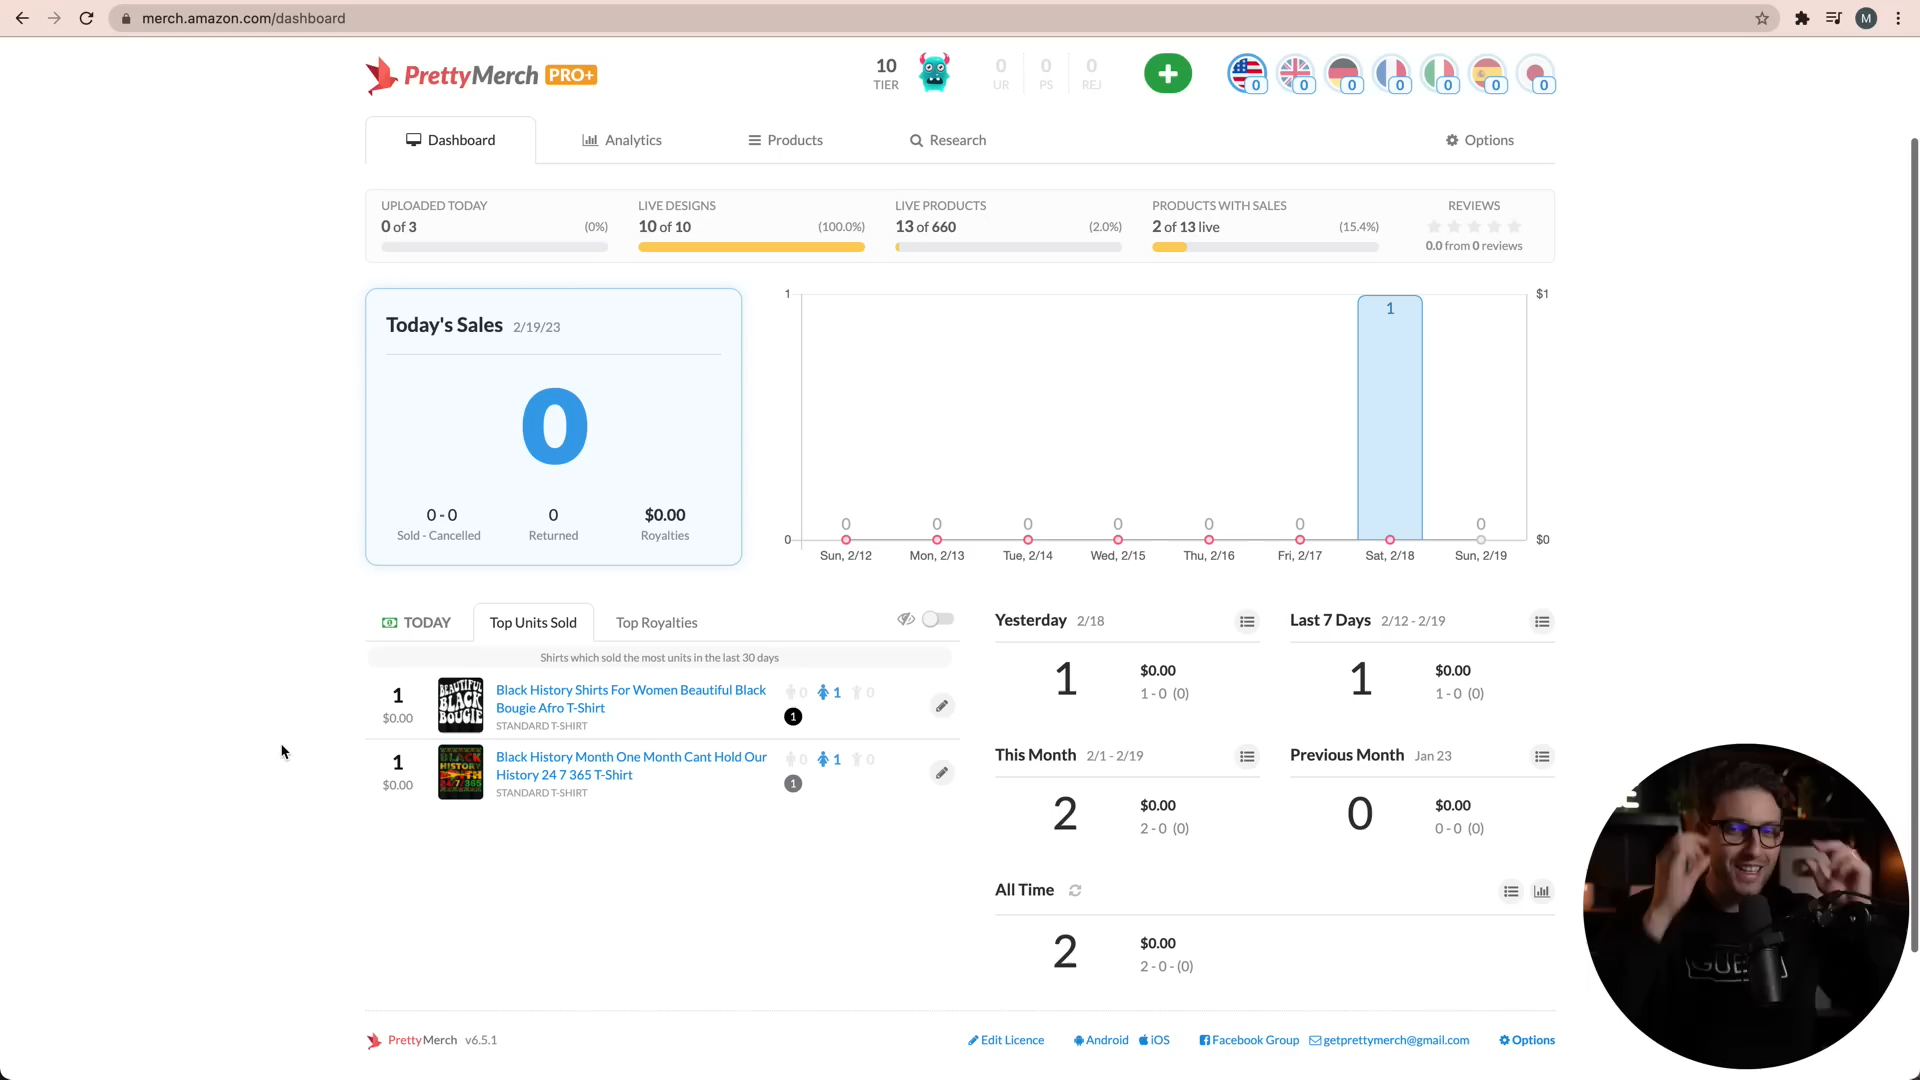 merch.amazon.com/dashboard
M
PrettyMerch PRO+
10 TIER
0 UR
0 PS
0 REJ
0 0 0 0 0 0 0
Dashboard
Analytics
Products
Research
Options
UPLOADED TODAY
0 of 3 (0%)
LIVE DESIGNS
10 of 10 (100.0%)
LIVE PRODUCTS
13 of 660 (2.0%)
PRODUCTS WITH SALES
2 of 13 live (15.4%)
REVIEWS
0.0 from 0 reviews
Today's Sales 2/19/23
0
0 - 0
Sold - Cancelled
0
Returned
$0.00
Royalties
1 $1
1
0 0 0 0 0 0 0
0 $0
Sun, 2/12 Mon, 2/13 Tue, 2/14 Wed, 2/15 Thu, 2/16 Fri, 2/17 Sat, 2/18 Sun, 2/19
TODAY
Top Units Sold
Top Royalties
Shirts which sold the most units in the last 30 days
1
$0.00
BEAUTIFUL
BLACK
BOUGIE
Black History Shirts For Women Beautiful Black
Bougie Afro T-Shirt
STANDARD T-SHIRT
0 1 0
1
1
$0.00
BLACK
HISTORY
24/7/365
Black History Month One Month Cant Hold Our
History 24 7 365 T-Shirt
STANDARD T-SHIRT
0 1 0
1
Yesterday 2/18
1
$0.00
1 - 0 (0)
Last 7 Days 2/12 - 2/19
1
$0.00
1 - 0 (0)
This Month 2/1 - 2/19
2
$0.00
2 - 0 (0)
Previous Month Jan 23
0
$0.00
0 - 0 (0)
All Time
2
$0.00
2 - 0 - (0)
PrettyMerch v6.5.1
Edit Licence
Android
iOS
Facebook Group
getprettymerch@gmail.com
Options